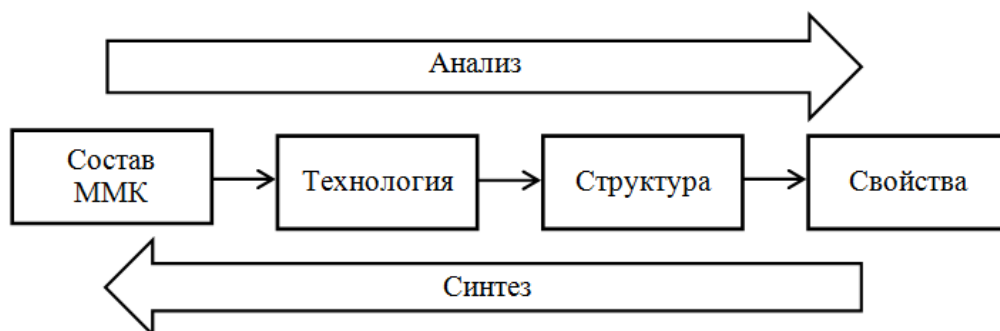 Анализ
Состав
ММК
Технология
Структура
Свойства
Синтез